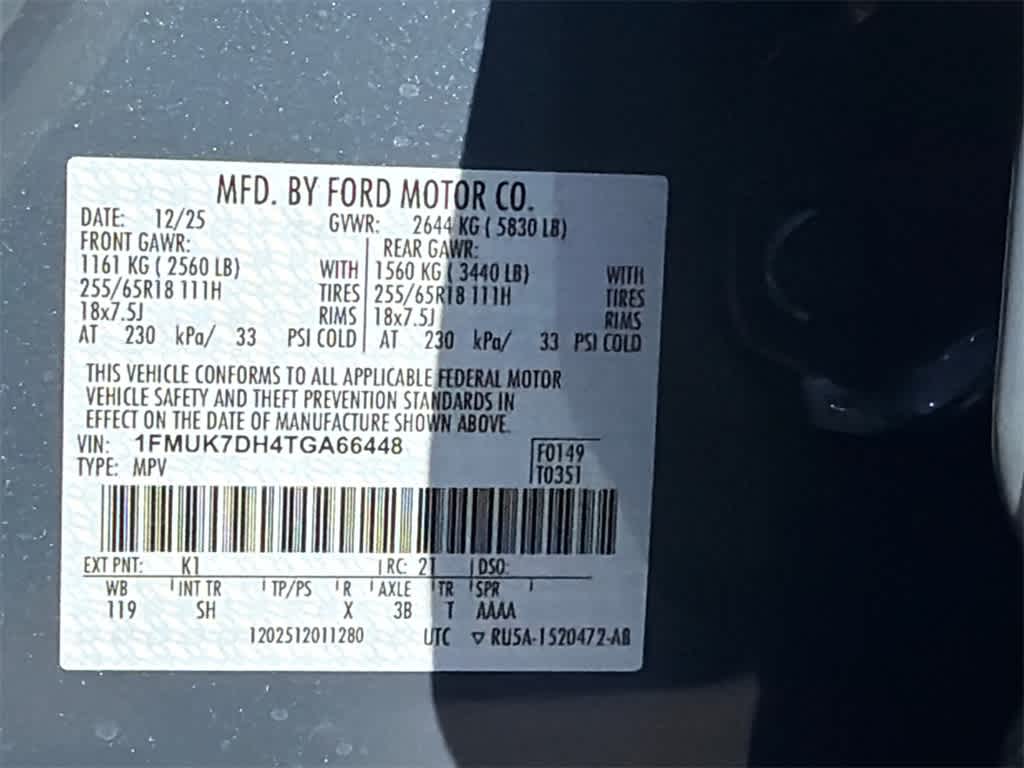 MFD. BY FORD MOTOR CO.
DATE: 12/25 GVWR: 2644 KG ( 5830 LB)
FRONT GAWR: REAR GAWR:
1161 KG ( 2560 LB) WITH 1560 KG ( 3440 LB) WITH
255/65R18 111H TIRES 255/65R18 111H TIRES
18x7.5J RIMS 18x7.5J RIMS
AT 230 kPa/ 33 PSI COLD AT 230 kPa/ 33 PSI COLD
THIS VEHICLE CONFORMS TO ALL APPLICABLE FEDERAL MOTOR
VEHICLE SAFETY AND THEFT PREVENTION STANDARDS IN
EFFECT ON THE DATE OF MANUFACTURE SHOWN ABOVE.
VIN: 1FMUK7DH4TGA66448 F0149
TYPE: MPV T0351
EXT PNT: K1 RC: 21 DSO:
WB INT TR TP/PS R AXLE TR SPR
119 SH X 3B T AAAA
1202512011280 UTC ▽ RU5A-1520472-AB